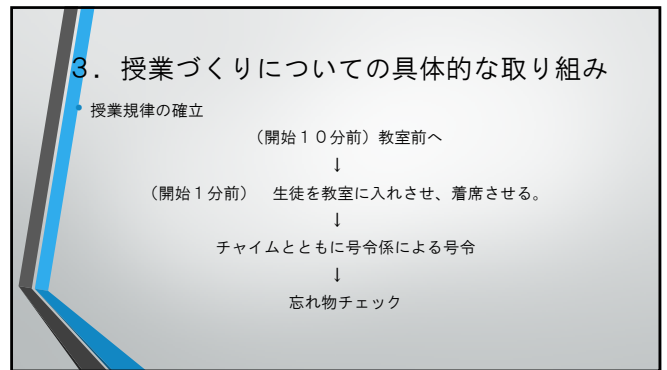 ３．授業づくりについての具体的な取り組み
• 授業規律の確立
（開始１０分前）教室前へ
↓
（開始１分前）　生徒を教室に入れさせ、着席させる。
↓
チャイムとともに号令係による号令
↓
忘れ物チェック